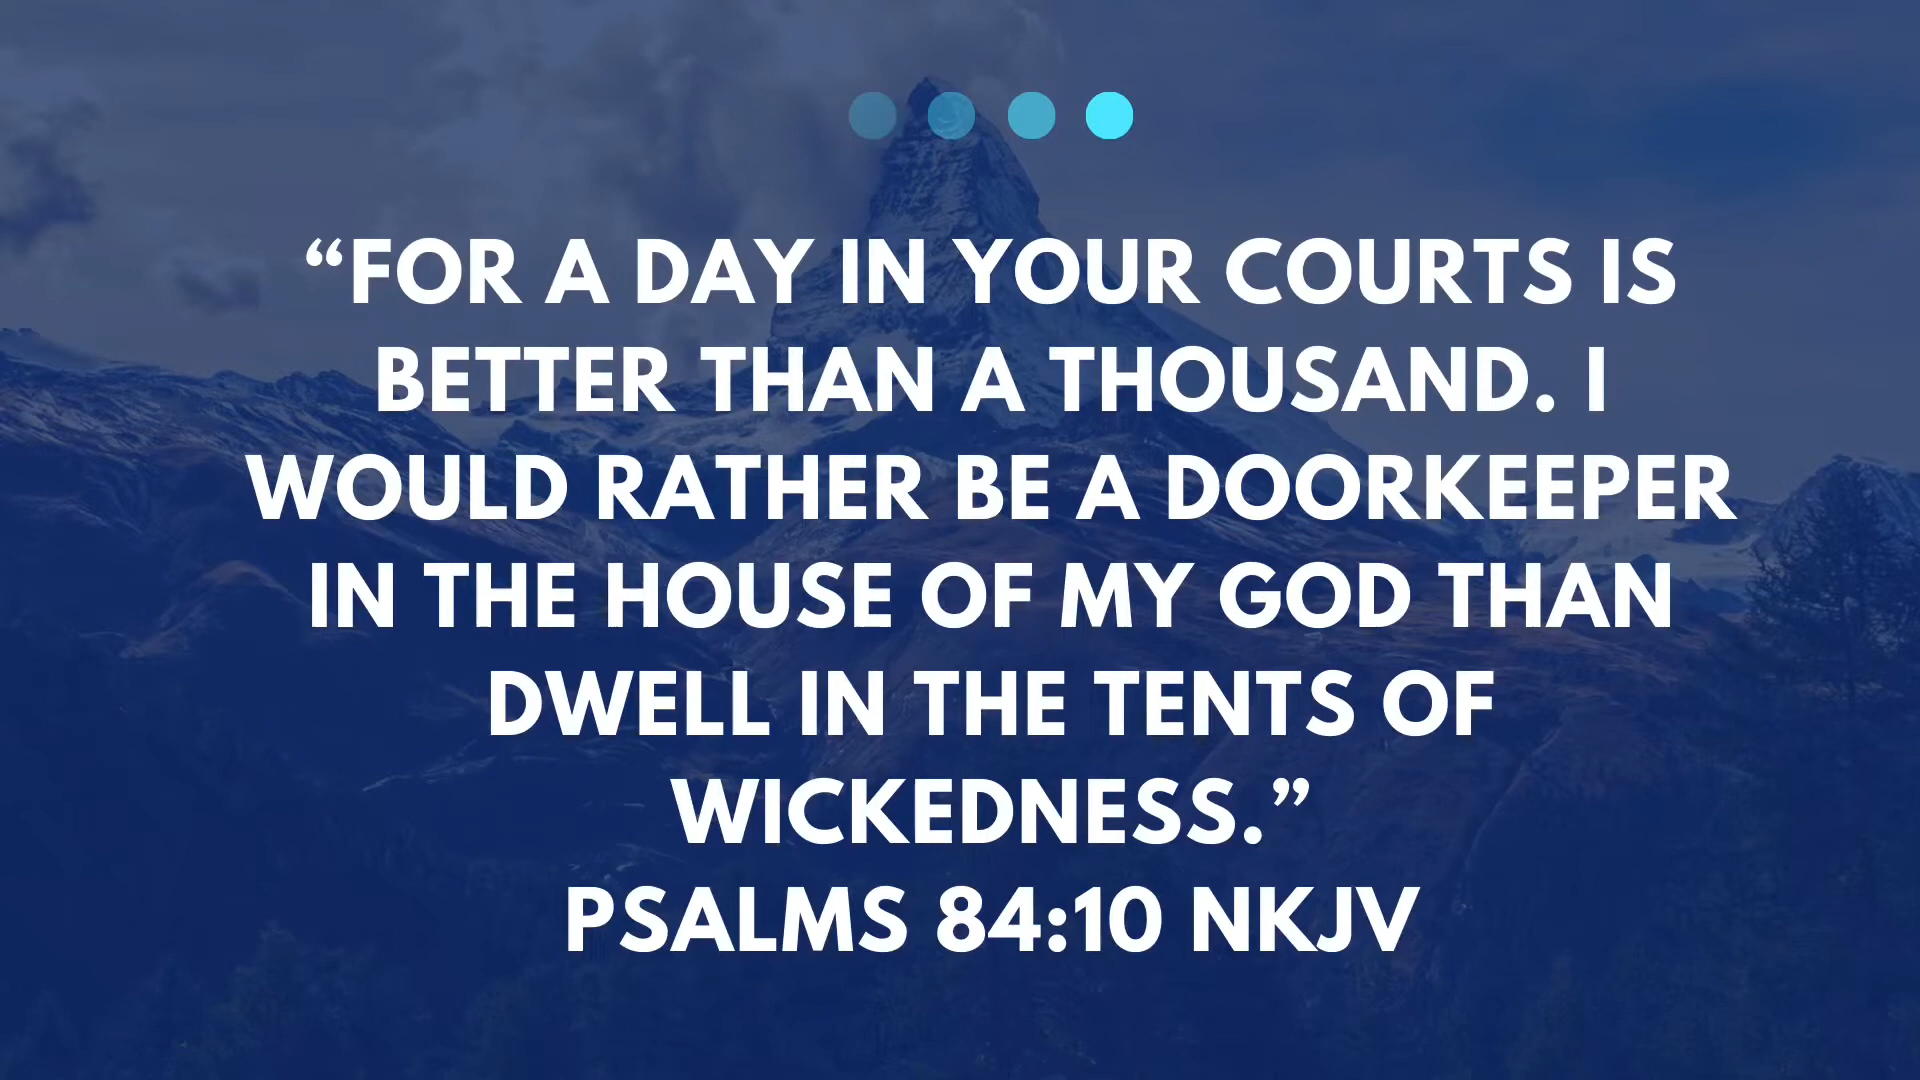 “FOR A DAY IN YOUR COURTS IS
BETTER THAN A THOUSAND. I
WOULD RATHER BE A DOORKEEPER
IN THE HOUSE OF MY GOD THAN
DWELL IN THE TENTS OF
WICKEDNESS.”
PSALMS 84:10 NKJV